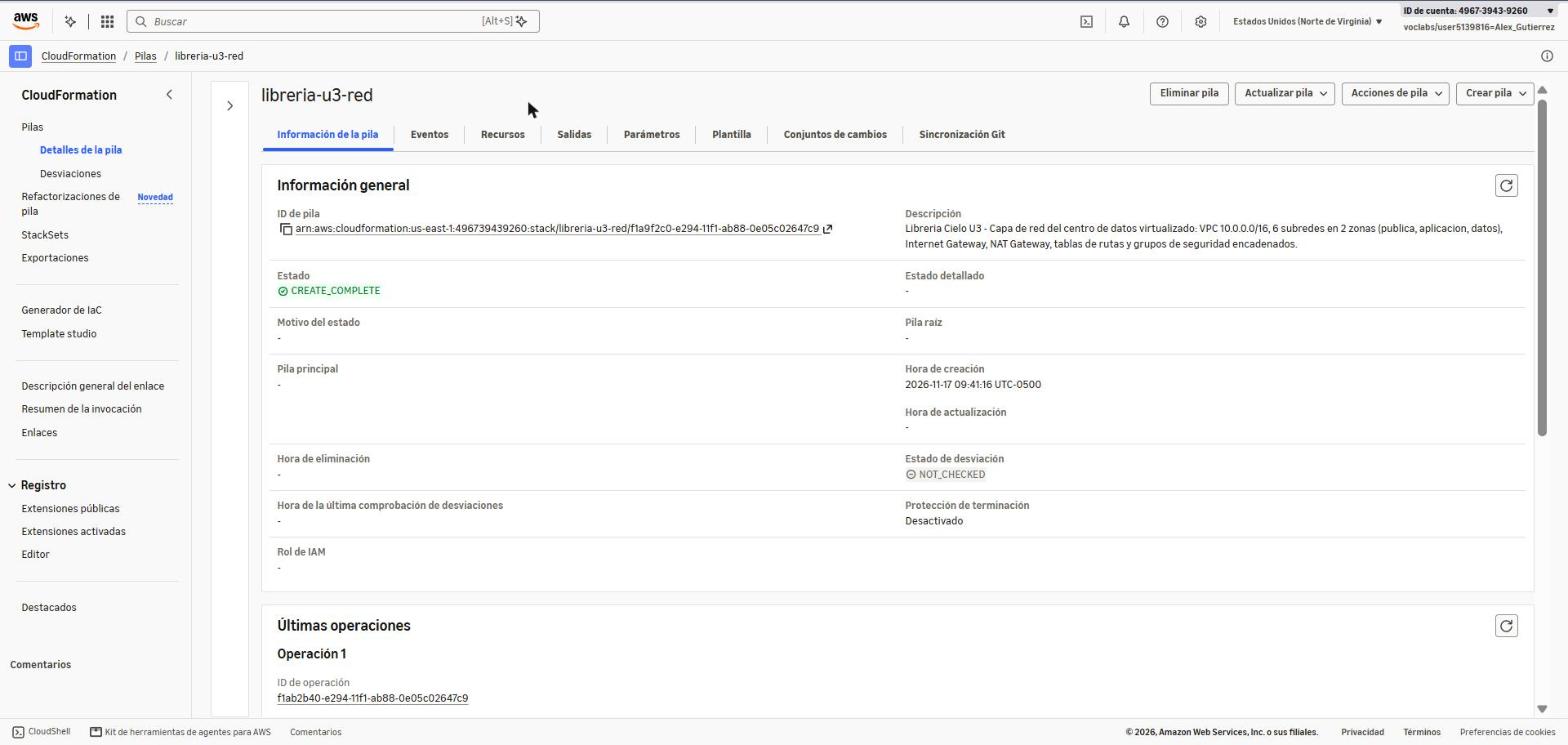 aws
Buscar
[Alt+S]
Estados Unidos (Norte de Virginia)
ID de cuenta: 4967-3943-9260
voclabs/user5139816=Alex_Gutierrez
CloudFormation / Pilas / libreria-u3-red
CloudFormation
Pilas
Detalles de la pila
Desviaciones
Refactorizaciones de pila
Novedad
StackSets
Exportaciones
Generador de IaC
Template studio
Descripción general del enlace
Resumen de la invocación
Enlaces
Registro
Extensiones públicas
Extensiones activadas
Editor
Destacados
Comentarios
libreria-u3-red
Eliminar pila
Actualizar pila
Acciones de pila
Crear pila
Información de la pila
Eventos
Recursos
Salidas
Parámetros
Plantilla
Conjuntos de cambios
Sincronización Git
Información general
ID de pila
arn:aws:cloudformation:us-east-1:496739439260:stack/libreria-u3-red/f1a9f2c0-e294-11f1-ab88-0e05c02647c9
Descripción
Libreria Cielo U3 - Capa de red del centro de datos virtualizado: VPC 10.0.0.0/16, 6 subredes en 2 zonas (publica, aplicacion, datos),
Internet Gateway, NAT Gateway, tablas de rutas y grupos de seguridad encadenados.
Estado
CREATE_COMPLETE
Estado detallado
-
Motivo del estado
-
Pila raíz
-
Pila principal
-
Hora de creación
2026-11-17 09:41:16 UTC-0500
Hora de actualización
-
Hora de eliminación
-
Estado de desviación
NOT_CHECKED
Hora de la última comprobación de desviaciones
-
Protección de terminación
Desactivado
Rol de IAM
-
Últimas operaciones
Operación 1
ID de operación
f1ab2b40-e294-11f1-ab88-0e05c02647c9
CloudShell
Kit de herramientas de agentes para AWS
Comentarios
© 2026, Amazon Web Services, Inc. o sus filiales.
Privacidad
Términos
Preferencias de cookies